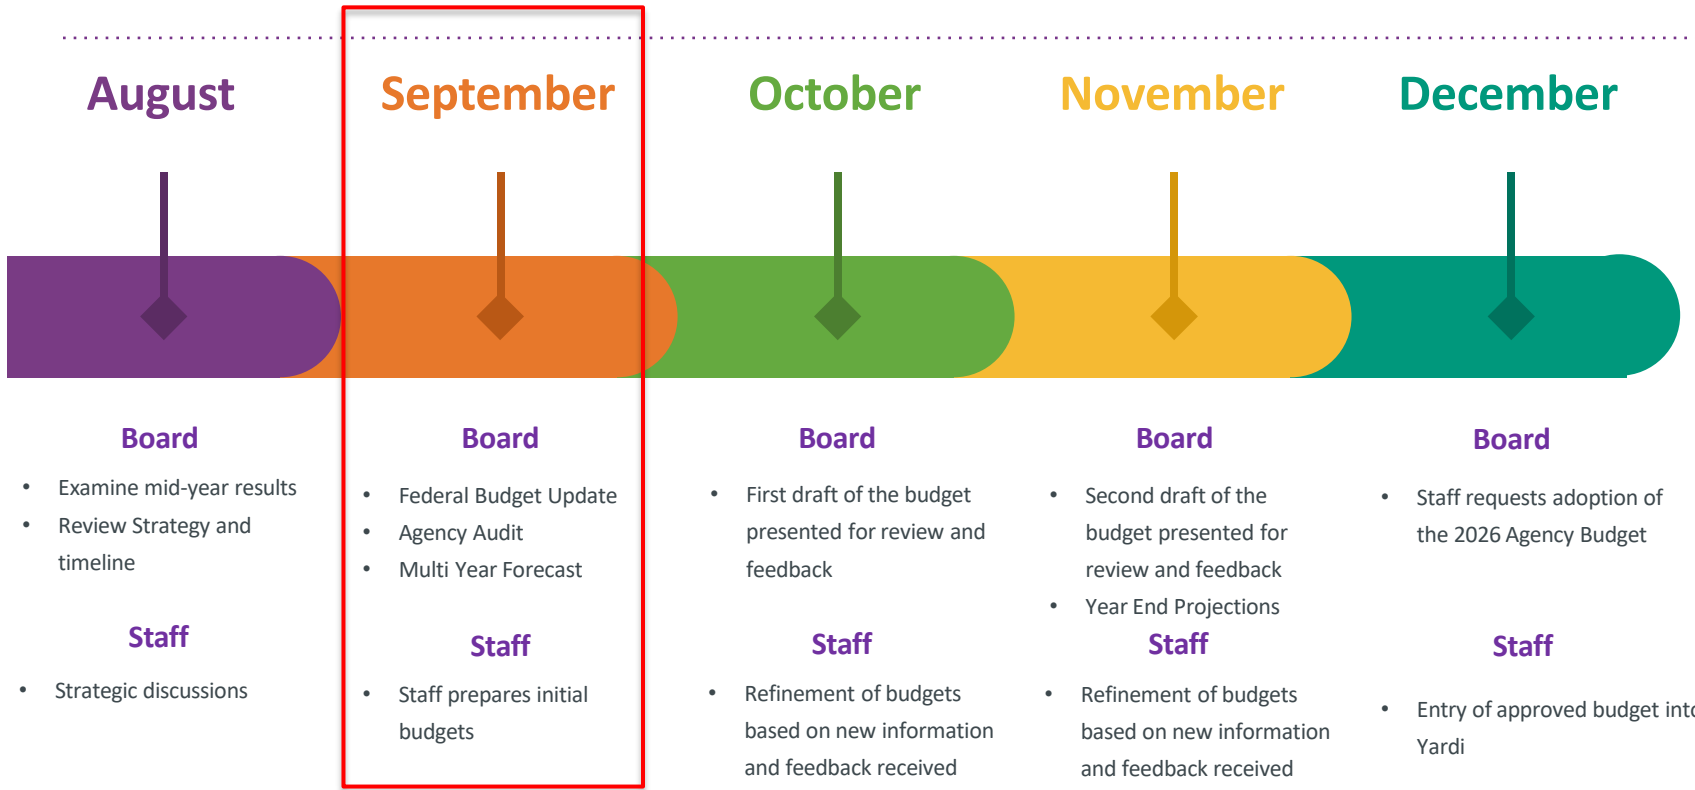 August
September
October
November
December
Board
• Examine mid-year results
• Review Strategy and
timeline
Staff
• Strategic discussions
Board
• Federal Budget Update
• Agency Audit
• Multi Year Forecast
Staff
• Staff prepares initial
budgets
Board
• First draft of the budget
presented for review and
feedback
Staff
• Refinement of budgets
based on new information
and feedback received
Board
• Second draft of the
budget presented for
review and feedback
• Year End Projections
Staff
• Refinement of budgets
based on new information
and feedback received
Board
• Staff requests adoption of
the 2026 Agency Budget
Staff
• Entry of approved budget into
Yardi